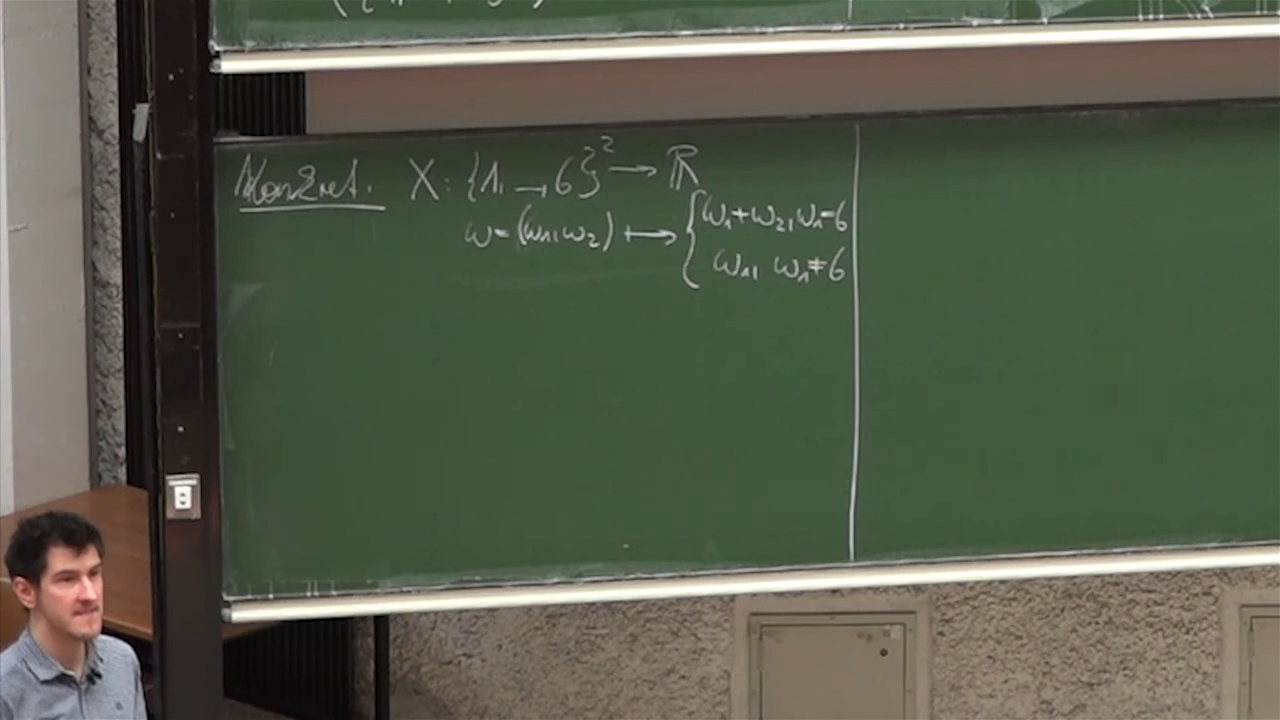 Konkret: X: {1, → 6}² → ℝ
ω = (ω₁, ω₂) ⟼ { ω₁+ω₂, ω₁=6
ω₁, ω₁≠6